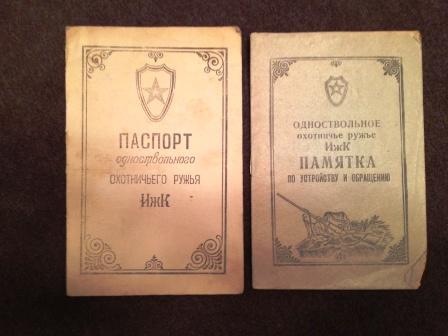 ПАСПОРТ
одноствольного
ОХОТНИЧЬЕГО РУЖЬЯ
ИжК
ОДНОСТВОЛЬНОЕ
охотничье ружье
ИжК
ПАМЯТКА
ПО УСТРОЙСТВУ И ОБРАЩЕНИЮ